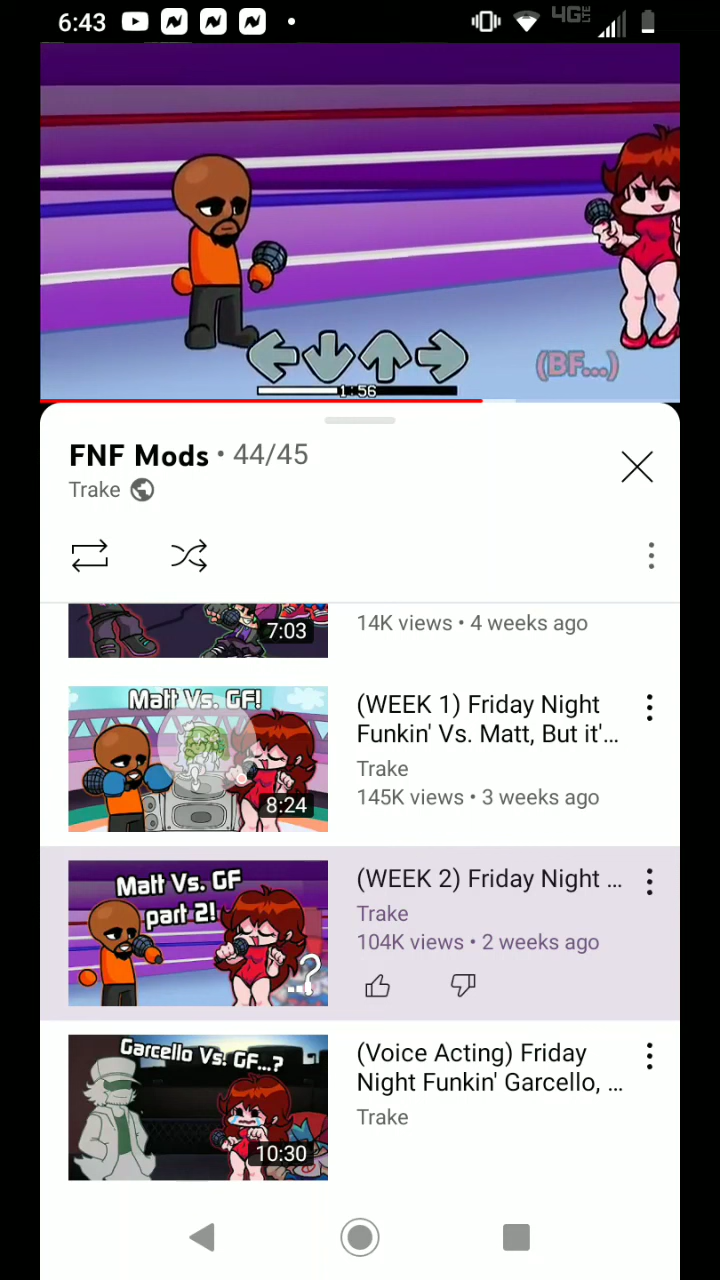 6:43
4G LTE
1:56
(BF...)
FNF Mods • 44/45
Trake
7:03
14K views • 4 weeks ago
Matt Vs. GF!
8:24
(WEEK 1) Friday Night
Funkin' Vs. Matt, But it'...
Trake
145K views • 3 weeks ago
Matt Vs. GF
part 2!
...?
(WEEK 2) Friday Night ...
Trake
104K views • 2 weeks ago
Garcello Vs. GF...?
10:30
(Voice Acting) Friday
Night Funkin' Garcello, ...
Trake